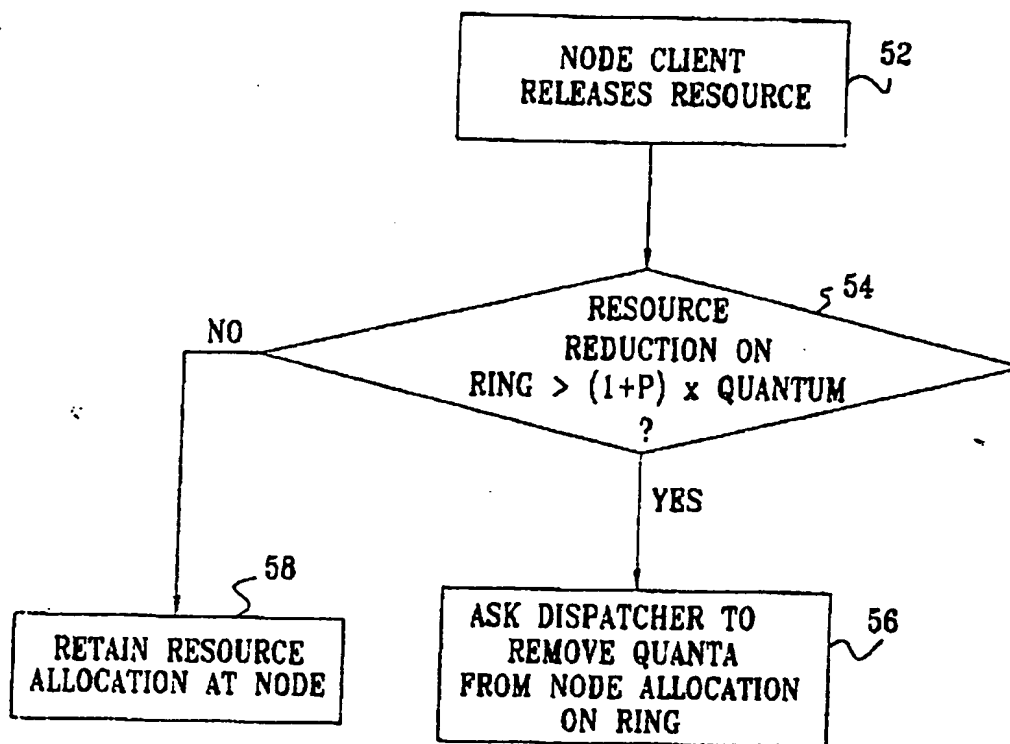 NODE CLIENT
RELEASES RESOURCE
52
RESOURCE
REDUCTION ON
RING > (1+P) x QUANTUM
?
54
NO
YES
58
RETAIN RESOURCE
ALLOCATION AT NODE
ASK DISPATCHER TO
REMOVE QUANTA
FROM NODE ALLOCATION
ON RING
56